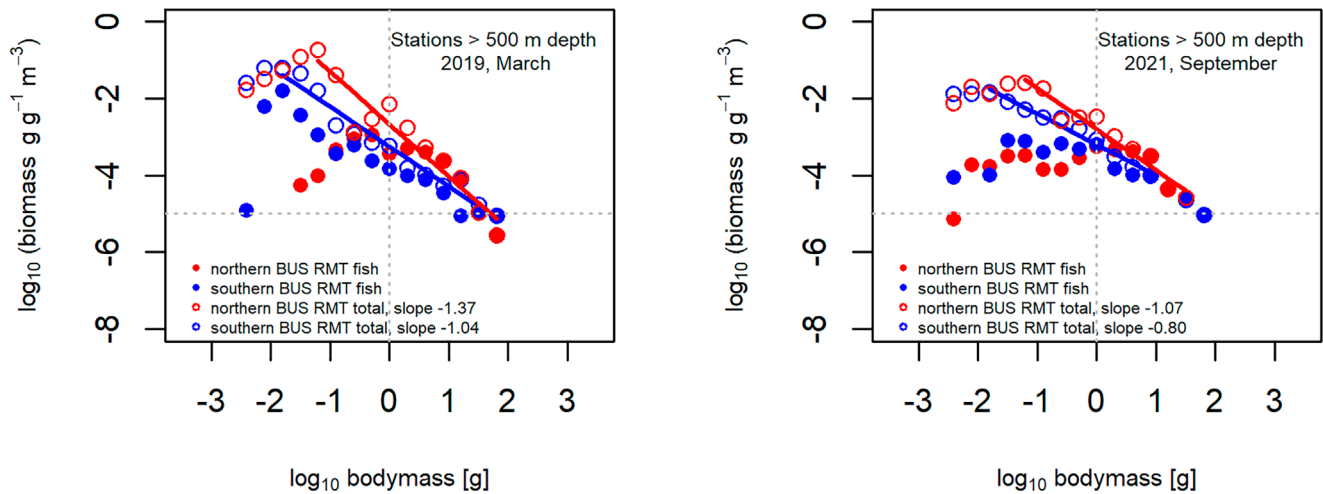 log10 (biomass g g−1 m−3)
0
-2
-4
-6
-8
Stations > 500 m depth
2019, March
northern BUS RMT fish
southern BUS RMT fish
northern BUS RMT total, slope -1.37
southern BUS RMT total, slope -1.04
-3 -2 -1 0 1 2 3
log10 bodymass [g]
log10 (biomass g g−1 m−3)
0
-2
-4
-6
-8
Stations > 500 m depth
2021, September
northern BUS RMT fish
southern BUS RMT fish
northern BUS RMT total, slope -1.07
southern BUS RMT total, slope -0.80
-3 -2 -1 0 1 2 3
log10 bodymass [g]